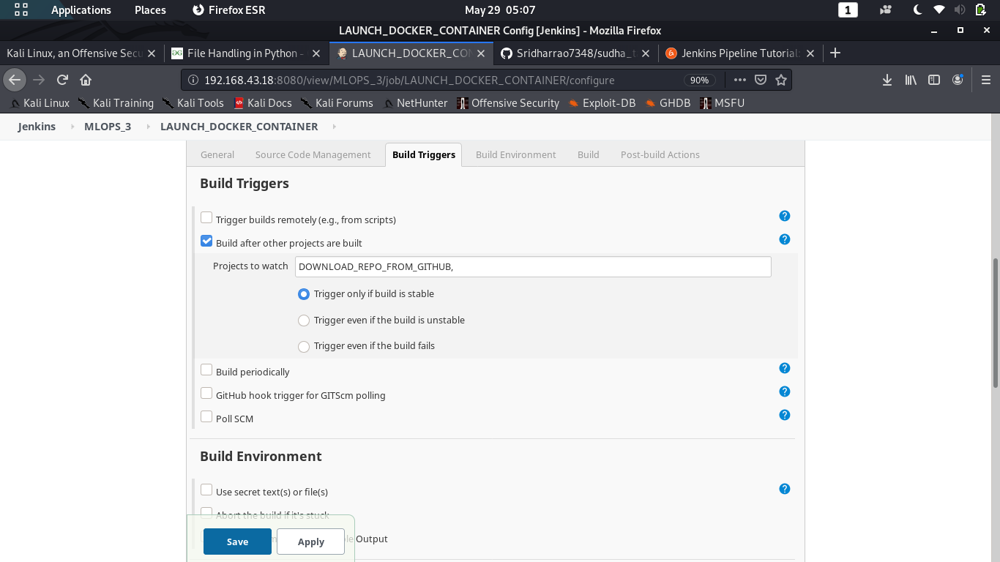 Applications Places Firefox ESR May 29 05:07 1
LAUNCH_DOCKER_CONTAINER Config [Jenkins] - Mozilla Firefox
Kali Linux, an Offensive Secu File Handling in Python - LAUNCH_DOCKER_CON Sridharrao7348/sudha_t Jenkins Pipeline Tutorial:
192.168.43.18:8080/view/MLOPS_3/job/LAUNCH_DOCKER_CONTAINER/configure 90%
Kali Linux Kali Training Kali Tools Kali Docs Kali Forums NetHunter Offensive Security Exploit-DB GHDB MSFU
Jenkins MLOPS_3 LAUNCH_DOCKER_CONTAINER
General Source Code Management Build Triggers Build Environment Build Post-build Actions
Build Triggers
Trigger builds remotely (e.g., from scripts)
Build after other projects are built
Projects to watch DOWNLOAD_REPO_FROM_GITHUB,
Trigger only if build is stable
Trigger even if the build is unstable
Trigger even if the build fails
Build periodically
GitHub hook trigger for GITScm polling
Poll SCM
Build Environment
Use secret text(s) or file(s)
Abort the build if it's stuck
Save Apply Output